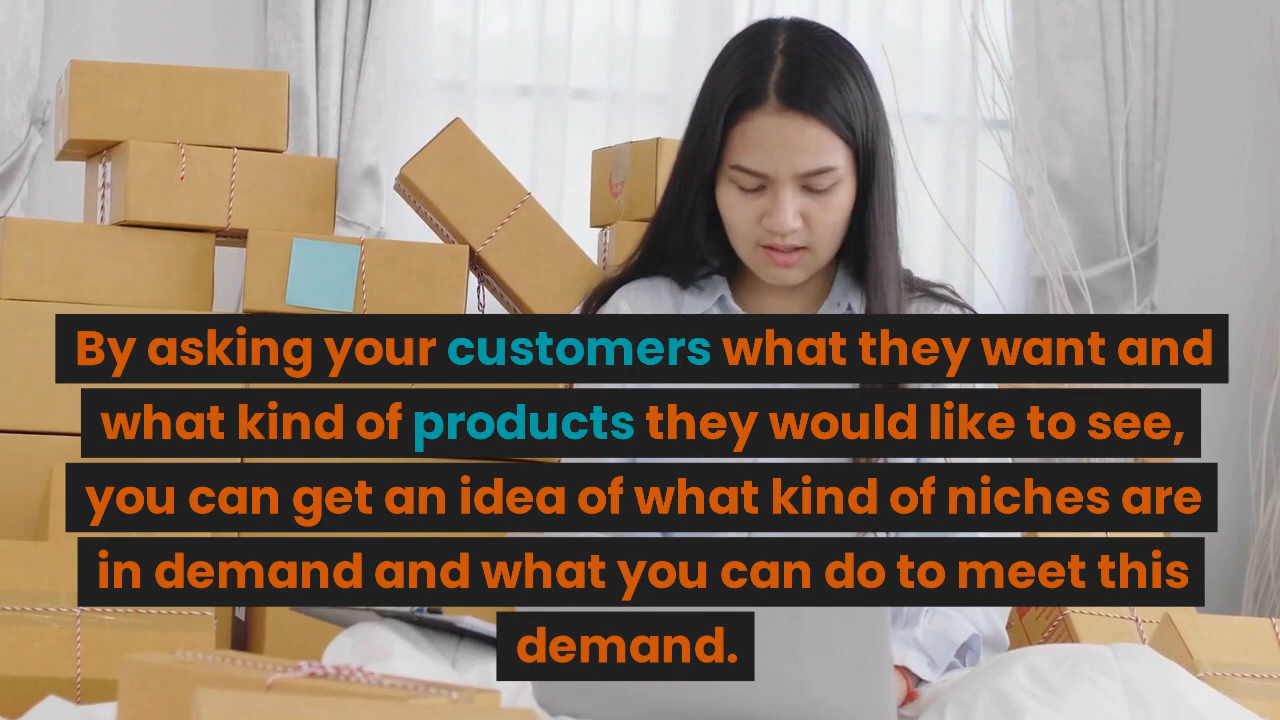 By asking your customers what they want and
what kind of products they would like to see,
you can get an idea of what kind of niches are
in demand and what you can do to meet this
demand.